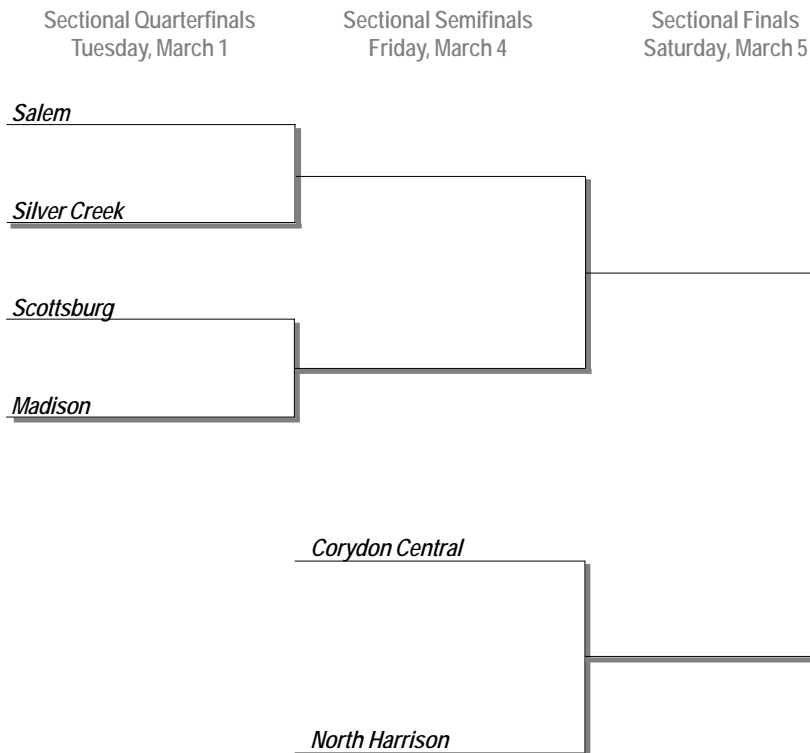 Sectional Quarterfinals
Tuesday, March 1
Sectional Semifinals
Friday, March 4
Sectional Finals
Saturday, March 5
Salem
Silver Creek
Scottsburg
Madison
Corydon Central
North Harrison